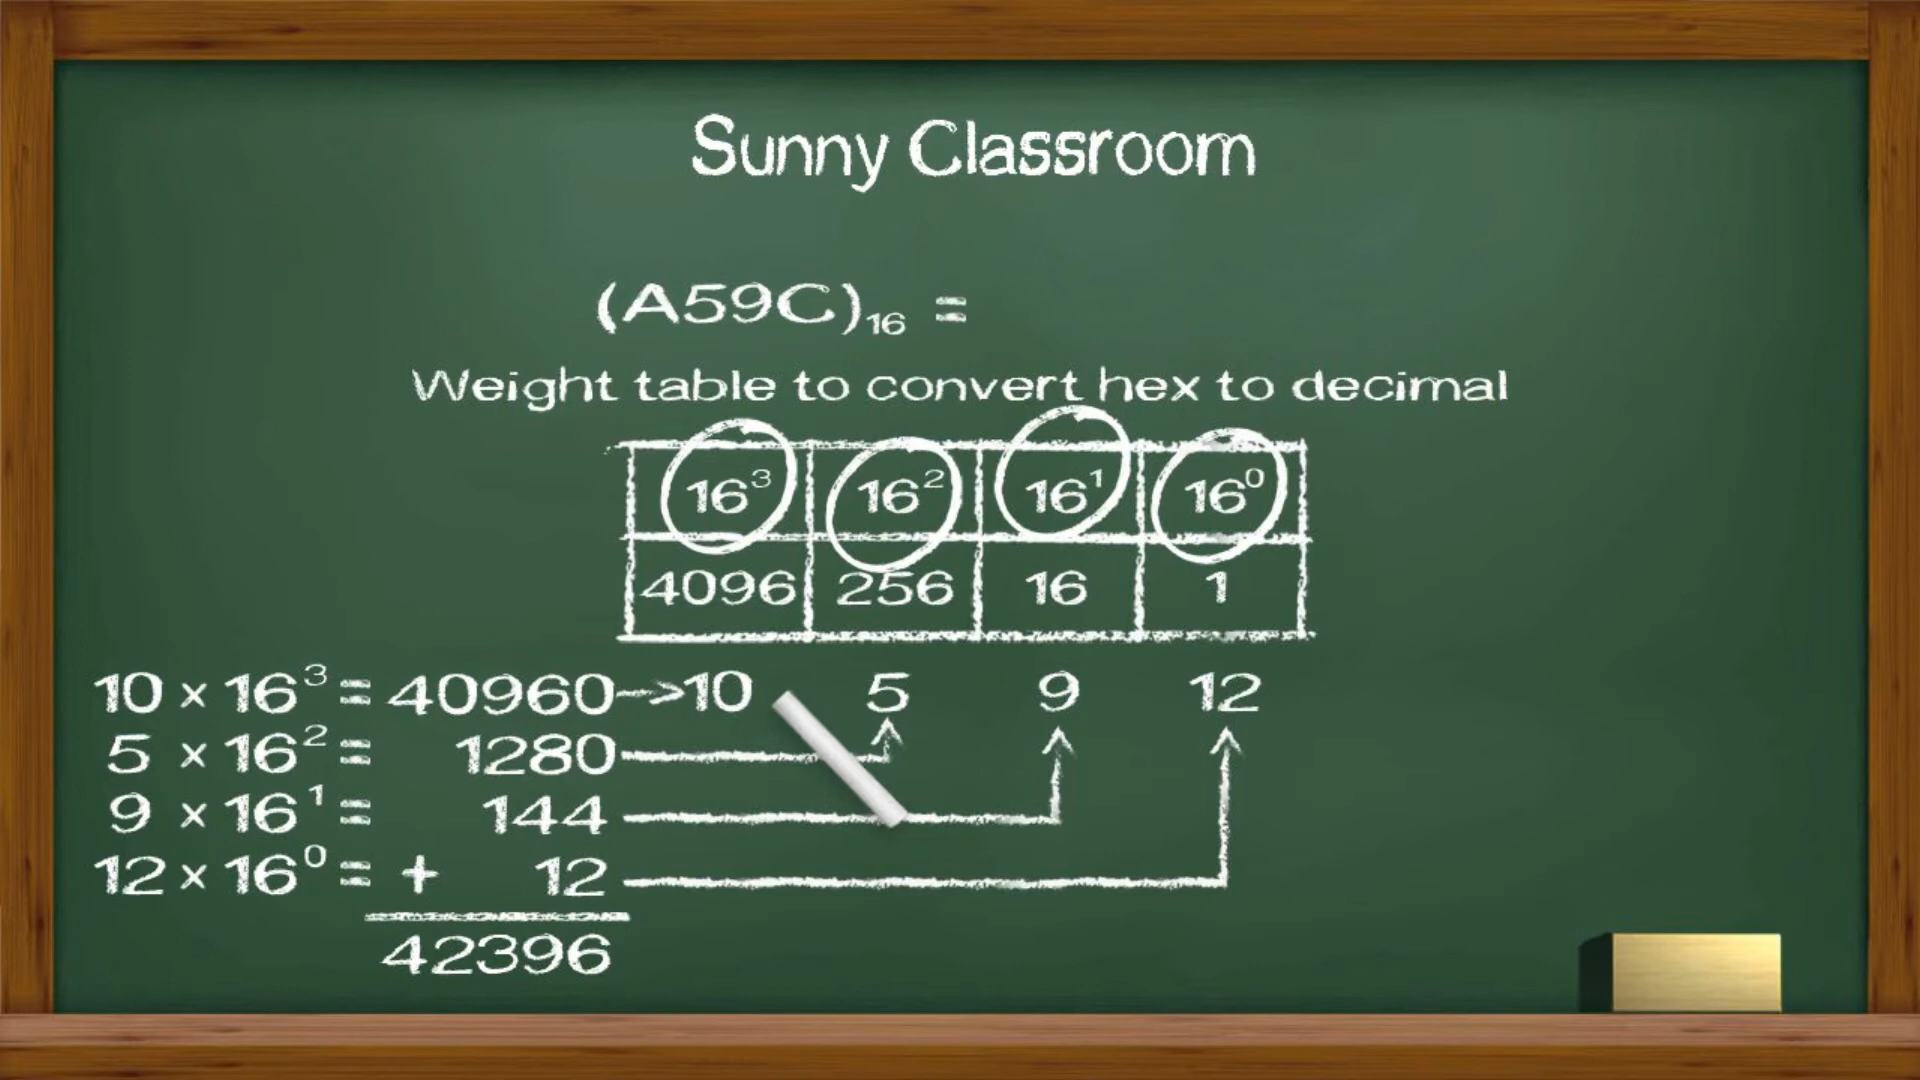 Sunny Classroom
(A59C)₁₆ =
Weight table to convert hex to decimal
16³ 16² 16¹ 16⁰
4096 256 16 1
10 × 16³ = 40960-->10 5 9 12
5 × 16² = 1280
9 × 16¹ = 144
12 × 16⁰ = + 12
42396